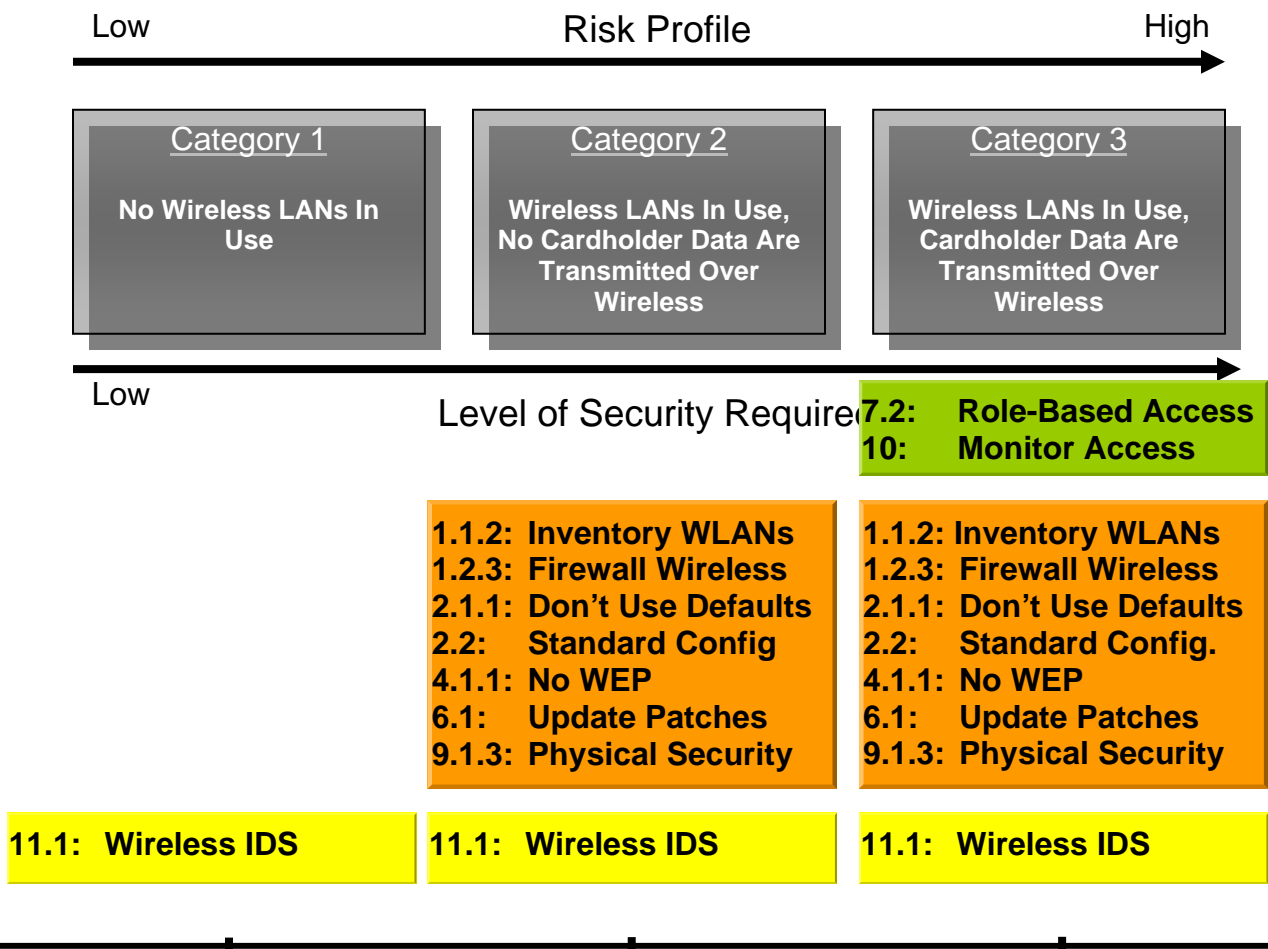 Low Risk Profile High
Category 1
No Wireless LANs In
Use
Category 2
Wireless LANs In Use,
No Cardholder Data Are
Transmitted Over
Wireless
Category 3
Wireless LANs In Use,
Cardholder Data Are
Transmitted Over
Wireless
Low
Level of Security Require
7.2: Role-Based Access
10: Monitor Access
1.1.2: Inventory WLANs
1.2.3: Firewall Wireless
2.1.1: Don’t Use Defaults
2.2: Standard Config
4.1.1: No WEP
6.1: Update Patches
9.1.3: Physical Security
1.1.2: Inventory WLANs
1.2.3: Firewall Wireless
2.1.1: Don’t Use Defaults
2.2: Standard Config.
4.1.1: No WEP
6.1: Update Patches
9.1.3: Physical Security
11.1: Wireless IDS
11.1: Wireless IDS
11.1: Wireless IDS